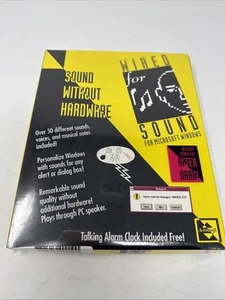 SOUND
WITHOUT
HARDWARE
Over 50 different sounds,
voices, and musical notes
included!
Personalize Windows
with sounds for any
alert or dialog box!
Remarkable sound
quality without
additional hardware!
Plays through PC speaker.
WIRED
for
SOUND
FOR MICROSOFT WINDOWS
AFTER
DARK
Talking Alarm Clock Included Free!